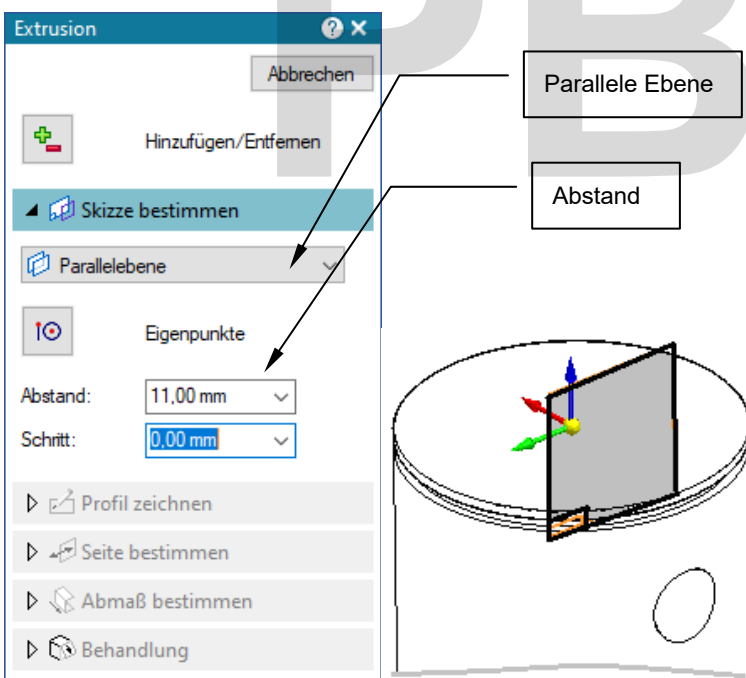 Extrusion
Abbrechen
Hinzufügen/Entfernen
Skizze bestimmen
Parallelebene
Eigenpunkte
Abstand: 11,00 mm
Schritt: 0,00 mm
Profil zeichnen
Seite bestimmen
Abmaß bestimmen
Behandlung
Parallele Ebene
Abstand
PB